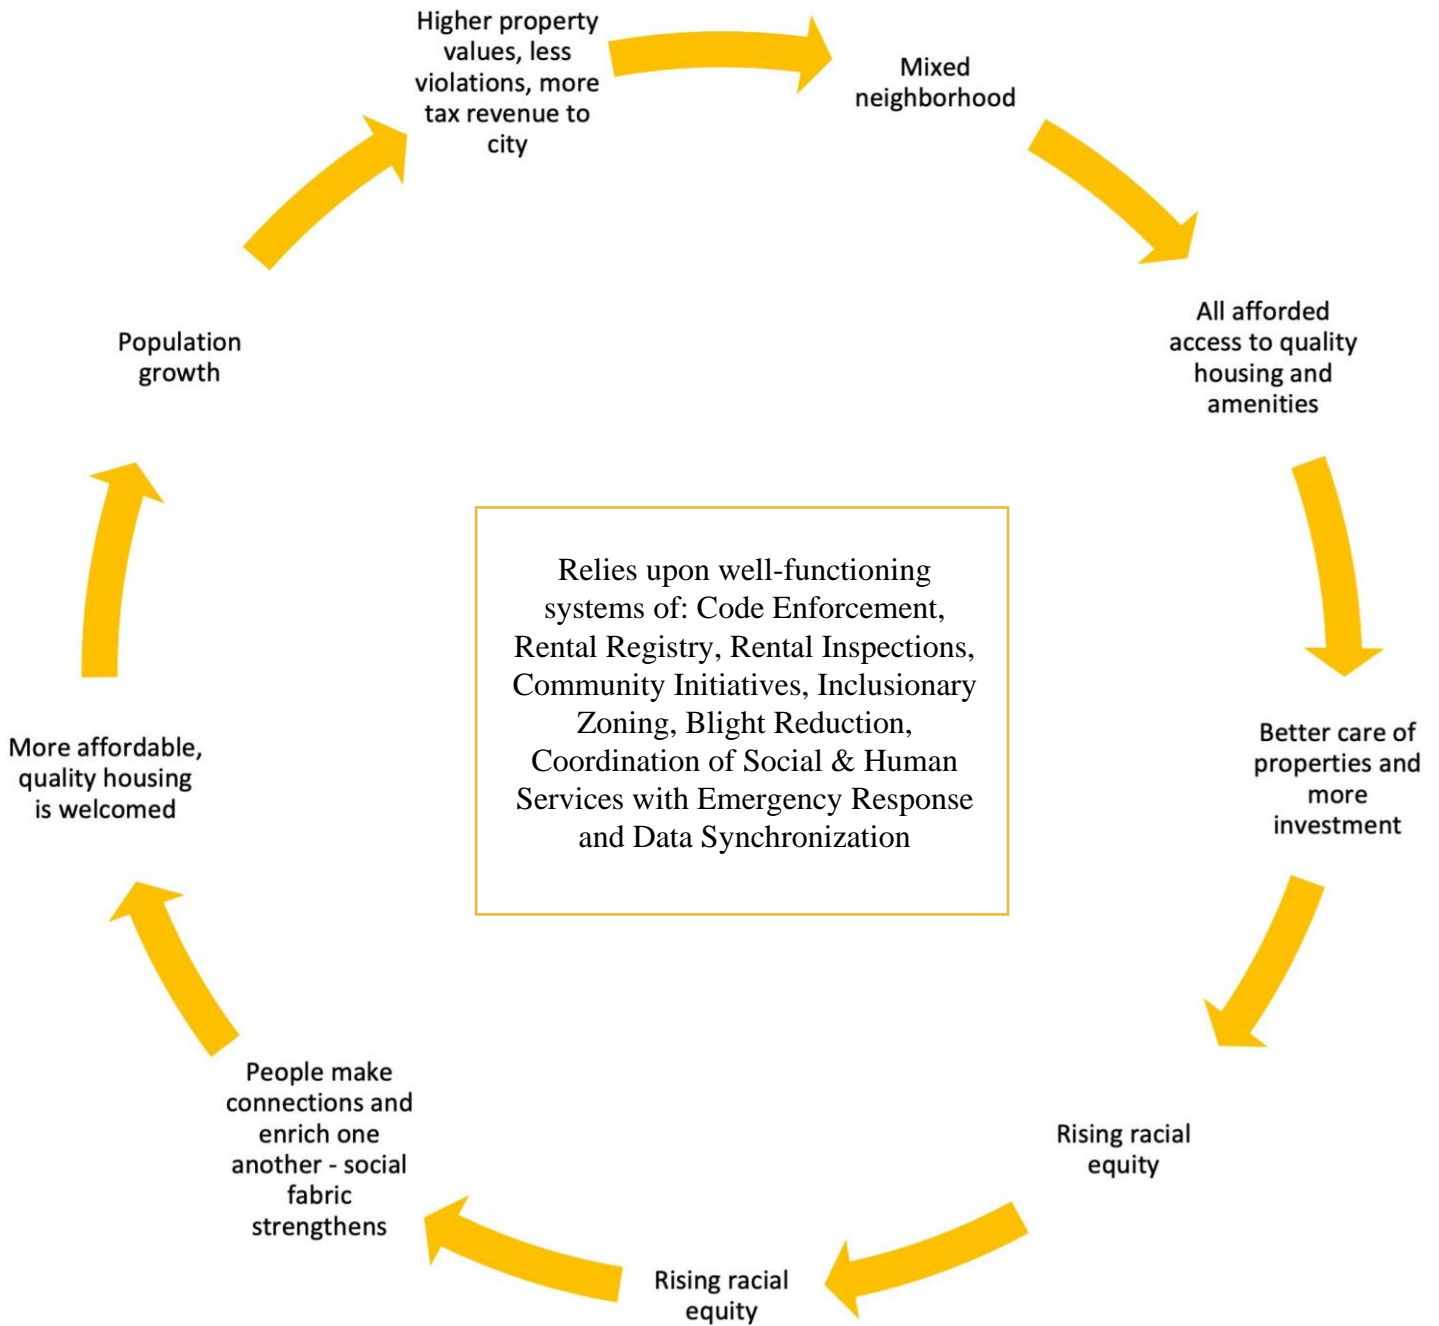 Higher property
values, less
violations, more
tax revenue to
city
Mixed
neighborhood
All afforded
access to quality
housing and
amenities
Better care of
properties and
more
investment
Rising racial
equity
Rising racial
equity
People make
connections and
enrich one
another - social
fabric
strengthens
More affordable,
quality housing
is welcomed
Population
growth
Relies upon well-functioning
systems of: Code Enforcement,
Rental Registry, Rental Inspections,
Community Initiatives, Inclusionary
Zoning, Blight Reduction,
Coordination of Social & Human
Services with Emergency Response
and Data Synchronization